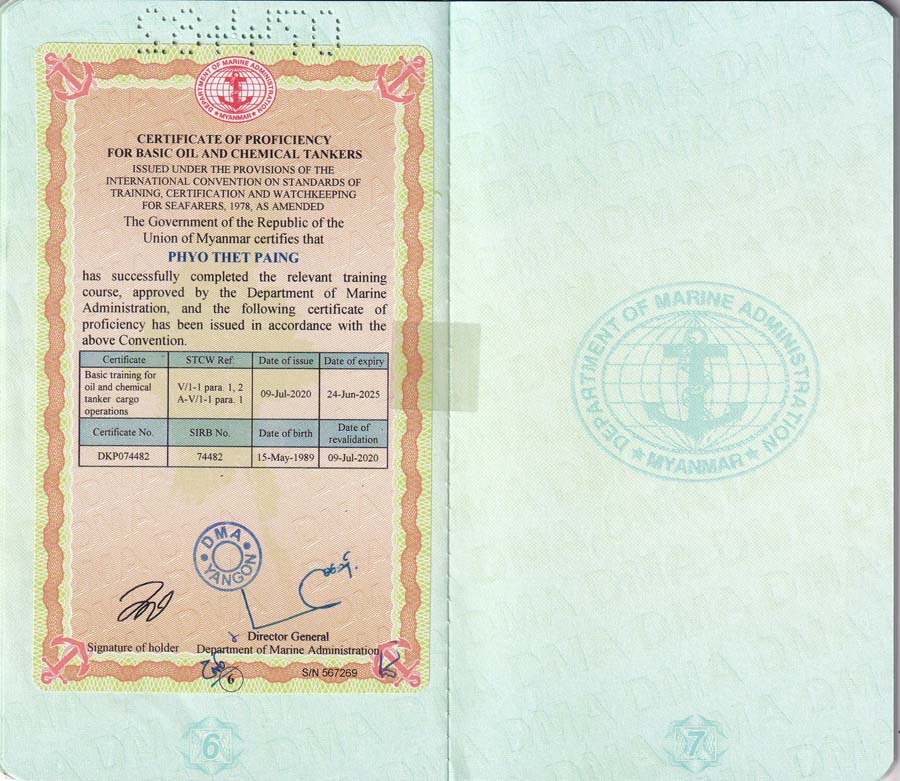 DEPARTMENT OF MARINE ADMINISTRATION
★ MYANMAR ★
CERTIFICATE OF PROFICIENCY
FOR BASIC OIL AND CHEMICAL TANKERS
ISSUED UNDER THE PROVISIONS OF THE
INTERNATIONAL CONVENTION ON STANDARDS OF
TRAINING, CERTIFICATION AND WATCHKEEPING
FOR SEAFARERS, 1978, AS AMENDED
The Government of the Republic of the
Union of Myanmar certifies that
PHYO THET PAING
has successfully completed the relevant training
course, approved by the Department of Marine
Administration, and the following certificate of
proficiency has been issued in accordance with the
above Convention.
Certificate STCW Ref: Date of issue Date of expiry
Basic training for
oil and chemical
tanker cargo
operations
V/1-1 para. 1, 2
A-V/1-1 para. 1
09-Jul-2020 24-Jun-2025
Certificate No. SIRB No. Date of birth Date of
revalidation
DKP074482 74482 15-May-1989 09-Jul-2020
DMA
YANGON
Director General
Signature of holder Department of Marine Administration
6
S/N 567269
6
DEPARTMENT OF MARINE ADMINISTRATION
★ MYANMAR ★
7